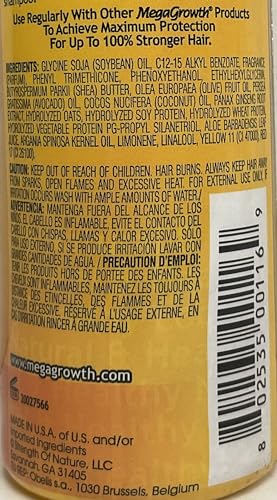 shampoo
Use Regularly With Other MegaGrowth® Products
To Achieve Maximum Protection
For Up To 100% Stronger Hair.
INGREDIENTS: GLYCINE SOJA (SOYBEAN) OIL, C12-15 ALKYL BENZOATE, FRAGRANCE
(PARFUM), PHENYL TRIMETHICONE, PHENOXYETHANOL, ETHYLHEXYLGLYCERIN,
BUTYROSPERMUM PARKII (SHEA) BUTTER, OLEA EUROPAEA (OLIVE) FRUIT OIL, PERSEA
GRATISSIMA (AVOCADO) OIL, COCOS NUCIFERA (COCONUT) OIL, PANAX GINSENG ROOT
EXTRACT, HYDROLYZED OATS, HYDROLYZED SOY PROTEIN, HYDROLYZED WHEAT PROTEIN,
HYDROLYZED VEGETABLE PROTEIN PG-PROPYL SILANETRIOL, ALOE BARBADENSIS LEAF
JUICE, ARGANIA SPINOSA KERNEL OIL, LIMONENE, LINALOOL, YELLOW 11 (CI 47000), RED
17 (CI 26100).
CAUTION: KEEP OUT OF REACH OF CHILDREN. HAIR BURNS. ALWAYS KEEP HAIR AWAY
FROM SPARKS, OPEN FLAMES AND EXCESSIVE HEAT. FOR EXTERNAL USE ONLY. IF
IRRITATION OCCURS WASH WITH AMPLE AMOUNTS OF WATER /
ADVERTENCIA: MANTENGA FUERA DEL ALCANCE DE LOS
NIÑOS. EL CABELLO ES INFLAMABLE, EVITE EL CONTACTO DEL
CABELLO CON CHISPAS, LLAMAS Y CALOR EXCESIVO. SÓLO
PARA USO EXTERNO. SI SE PRODUCE IRRITACIÓN LAVAR CON
GRANDES CANTIDADES DE AGUA / PRÉCAUTION D'EMPLOI:
TENIR LES PRODUITS HORS DE PORTÉE DES ENFANTS. LES
CHEVEUX SONT INFLAMMABLES, MAINTENEZ LES TOUJOURS À
DISTANCE DES ÉTINCELLES, DES FLAMMES ET DE LA
CHALEUR EXCESSIVE. RÉSERVÉ À L'USAGE EXTERNE, EN
CAS D'IRRITATION RINCER À GRANDE EAU.
www.megagrowth.com
20027566
MADE IN U.S.A. of U.S. and/or
Imported Ingredients
© Strength Of Nature, LLC
Savannah, GA 31405
Obelis s.a., 1030 Brussels, Belgium
8 02535 00116 9